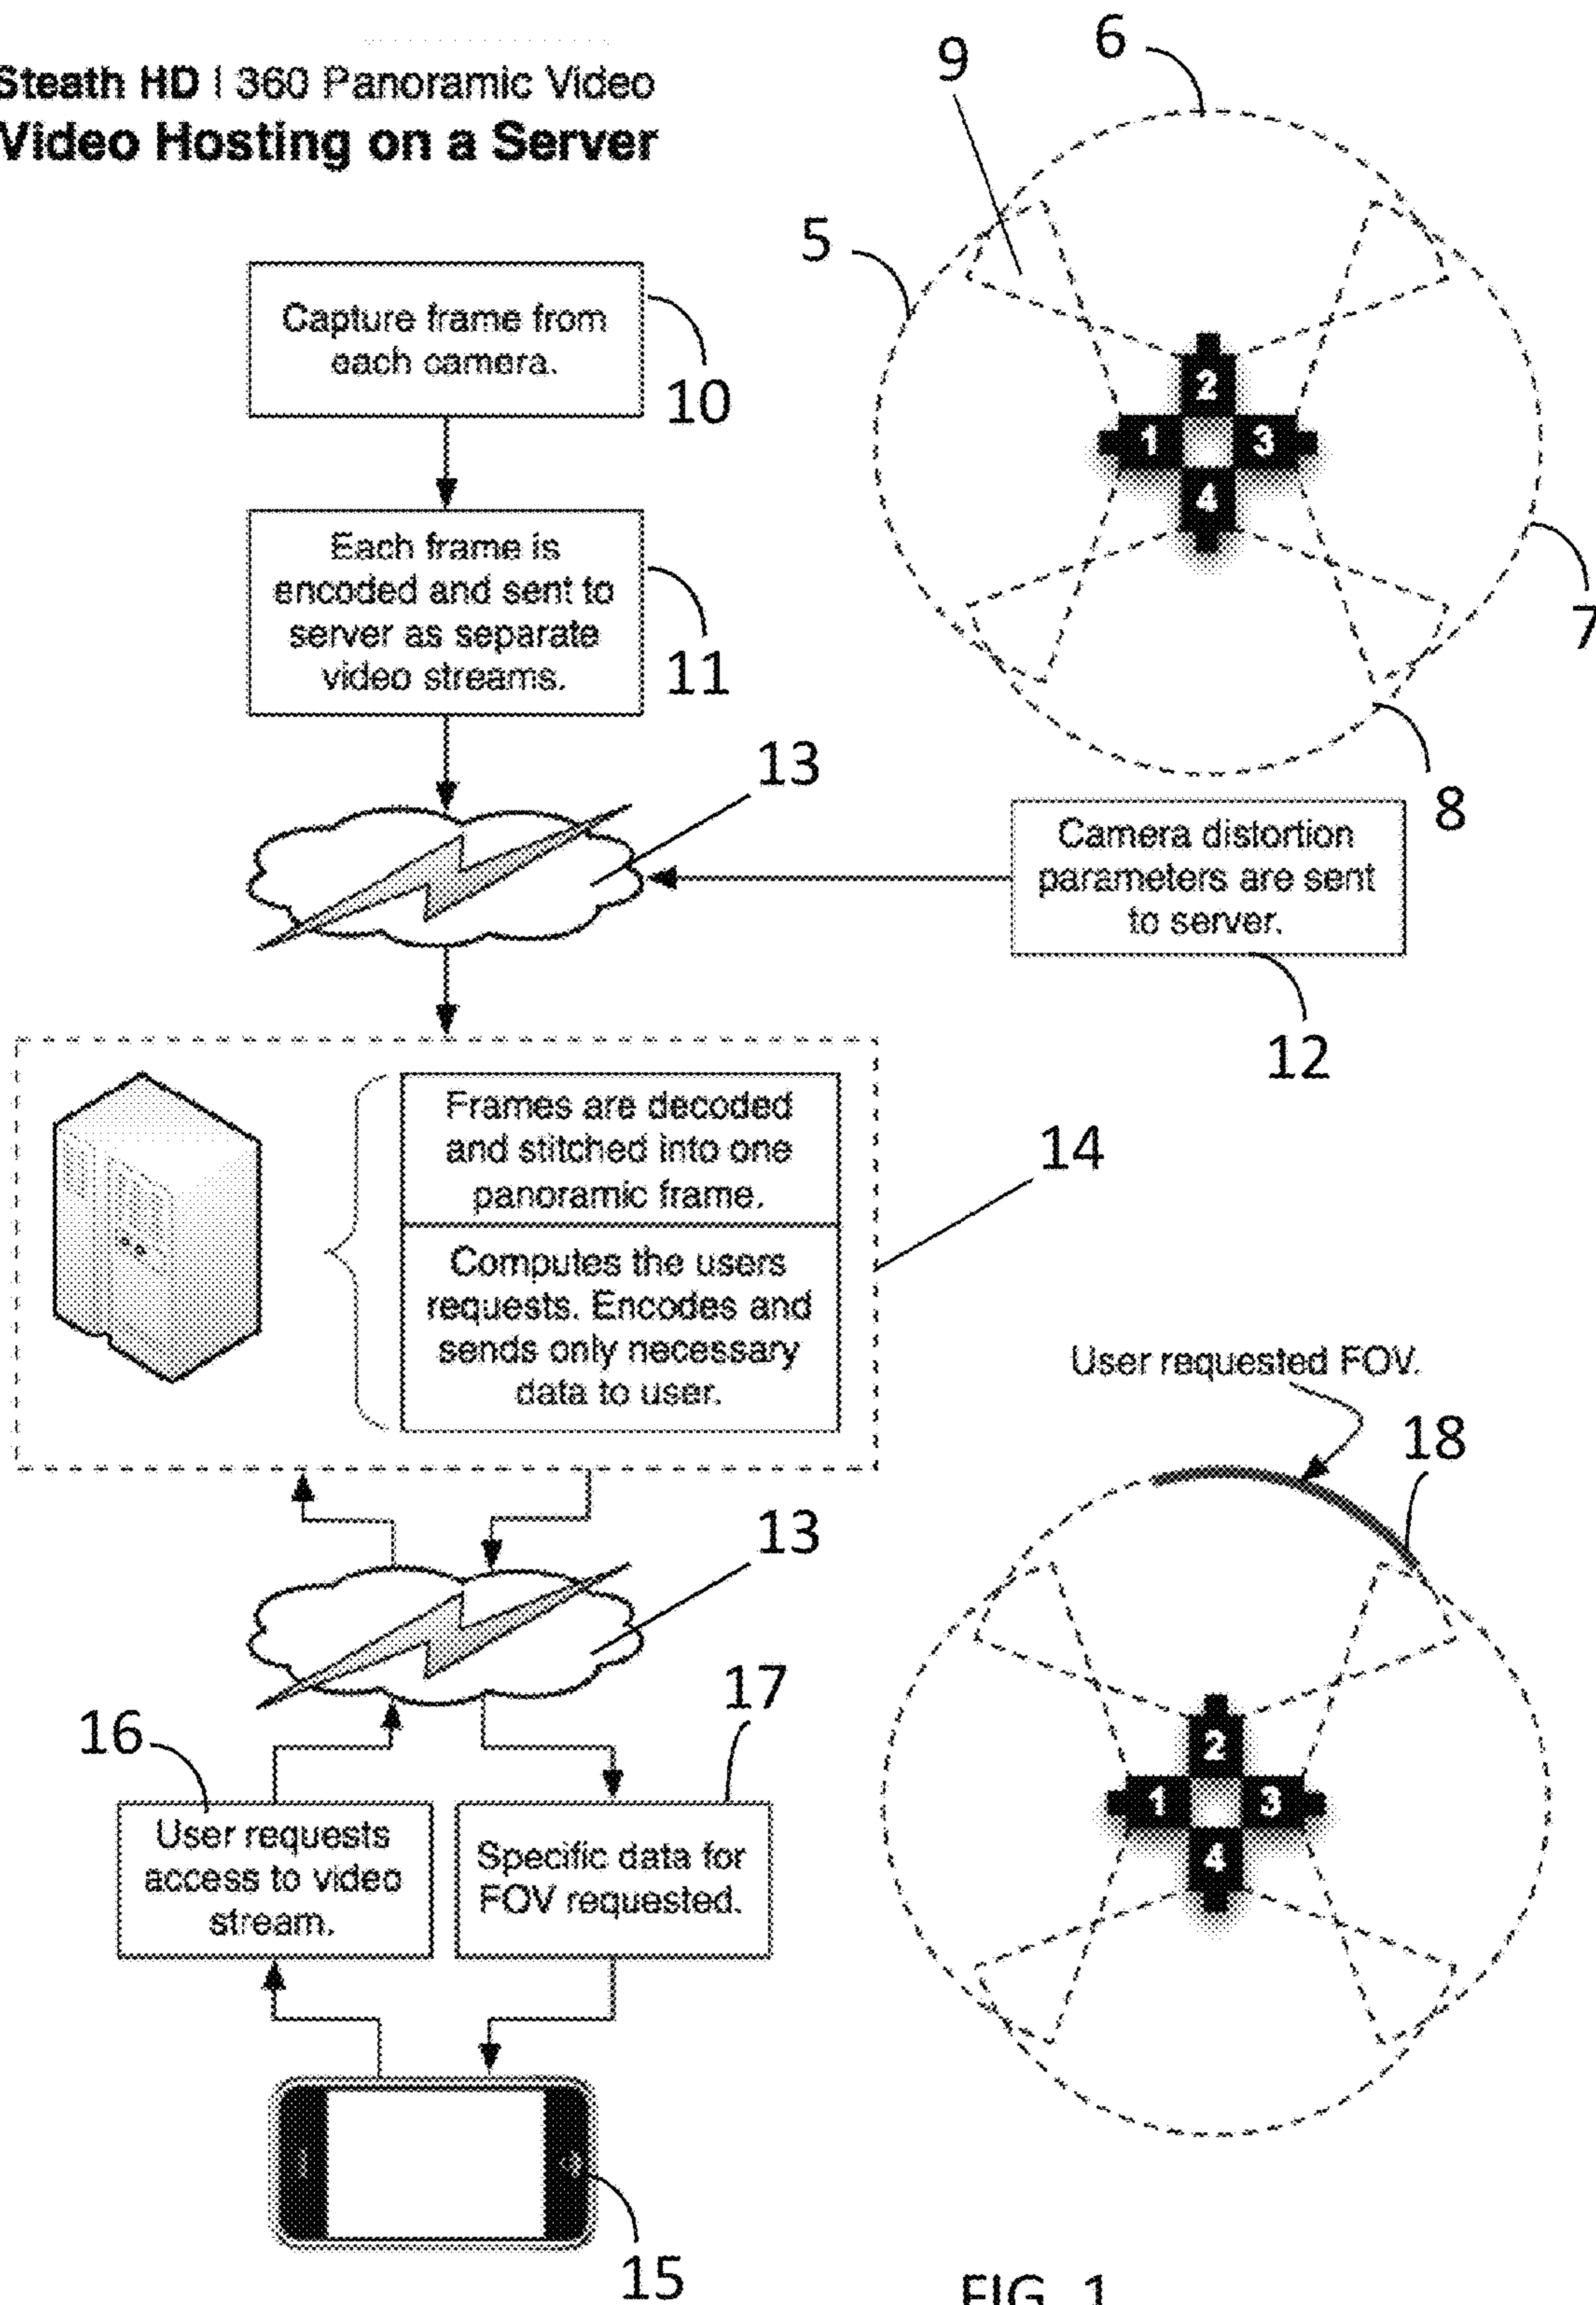 Steath HD | 360 Panoramic Video
Video Hosting on a Server
9
6
5
2
1
3
4
7
8
Capture frame from
each camera.
10
Each frame is
encoded and sent to
server as separate
video streams.
11
13
Camera distortion
parameters are sent
to server.
12
Frames are decoded
and stitched into one
panoramic frame.
Computes the users
requests. Encodes and
sends only necessary
data to user.
14
User requested FOV.
18
13
2
1
3
4
16
17
User requests
access to video
stream.
Specific data for
FOV requested.
15
FIG. 1